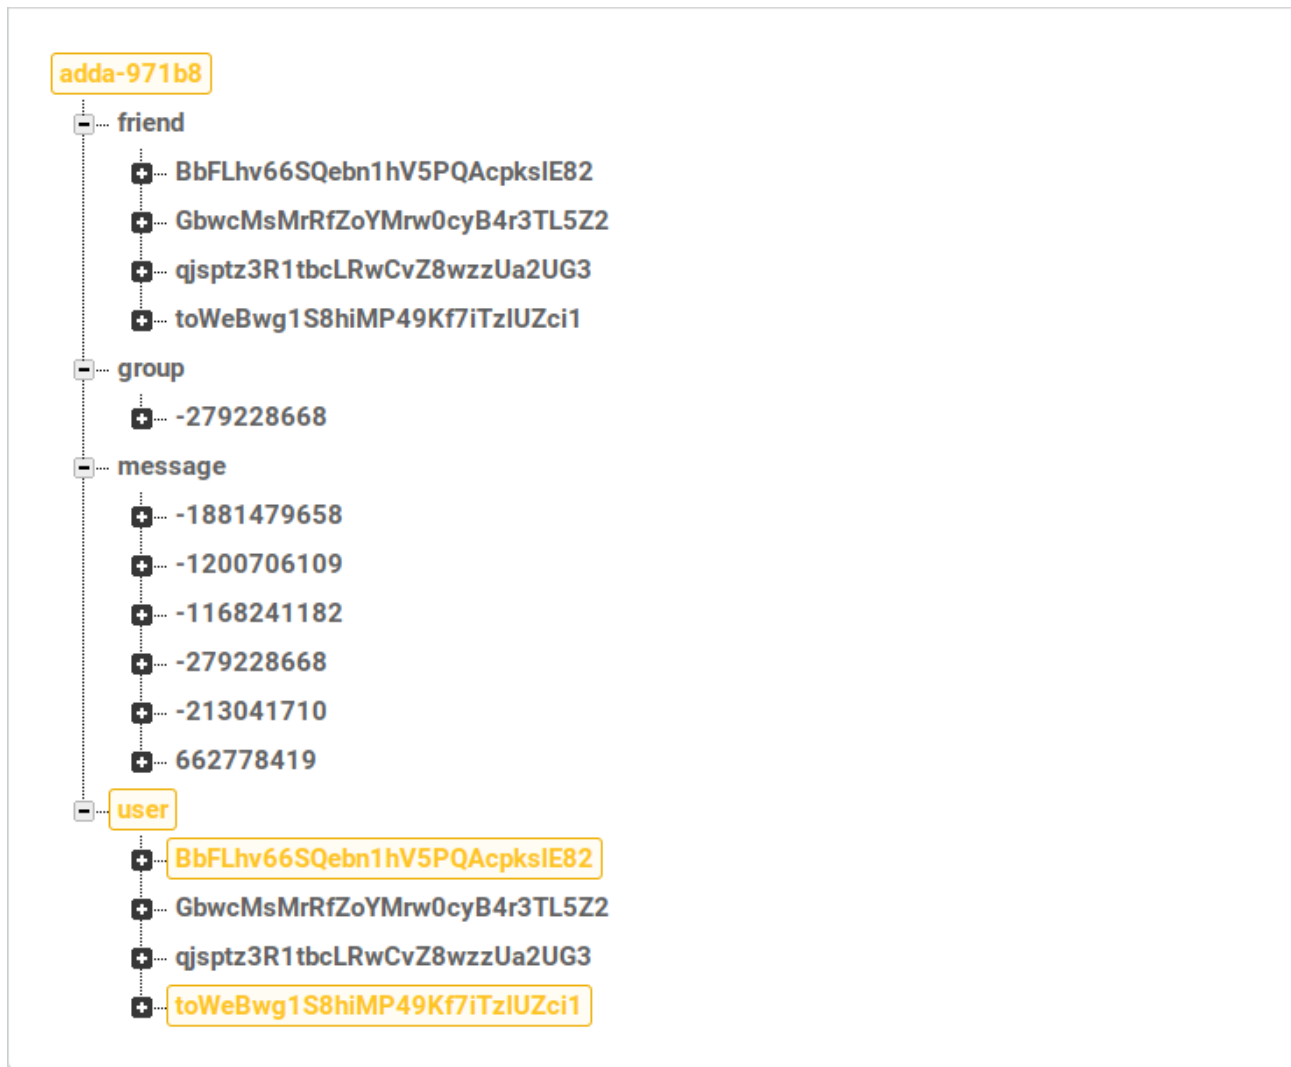 adda-971b8
friend
BbFLhv66SQebn1hV5PQAcpksIE82
GbwcMsMrRfZoYMrw0cyB4r3TL5Z2
qjsptz3R1tbcLRwCvZ8wzzUa2UG3
toWeBwg1S8hiMP49Kf7iTzIUZci1
group
-279228668
message
-1881479658
-1200706109
-1168241182
-279228668
-213041710
662778419
user
BbFLhv66SQebn1hV5PQAcpksIE82
GbwcMsMrRfZoYMrw0cyB4r3TL5Z2
qjsptz3R1tbcLRwCvZ8wzzUa2UG3
toWeBwg1S8hiMP49Kf7iTzIUZci1